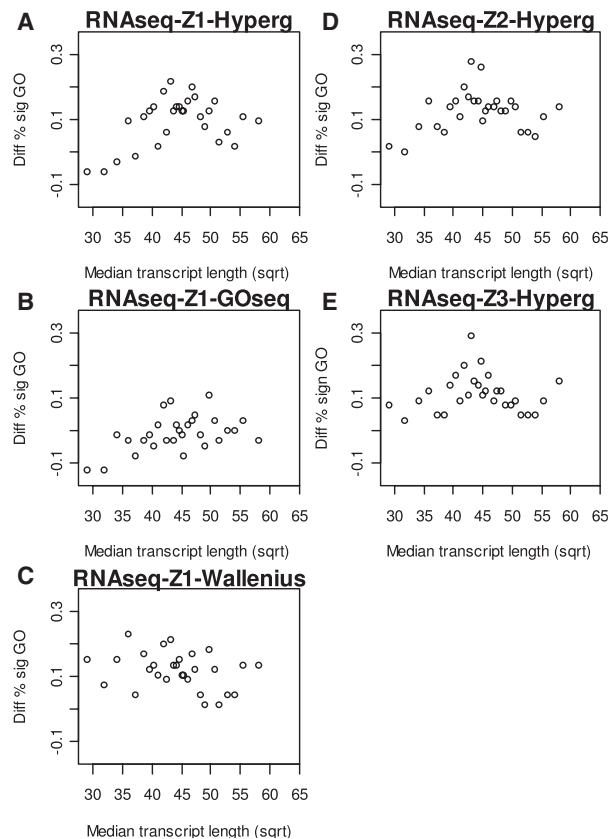 A
RNAseq-Z1-Hyperg
Diff % sig GO
0.3
0.1
-0.1
30 35 40 45 50 55 60 65
Median transcript length (sqrt)
D
RNAseq-Z2-Hyperg
Diff % sig GO
0.3
0.1
-0.1
30 35 40 45 50 55 60 65
Median transcript length (sqrt)
B
RNAseq-Z1-GOseq
Diff % sig GO
0.3
0.1
-0.1
30 35 40 45 50 55 60 65
Median transcript length (sqrt)
E
RNAseq-Z3-Hyperg
Diff % sign GO
0.3
0.1
-0.1
30 35 40 45 50 55 60 65
Median transcript length (sqrt)
C
RNAseq-Z1-Wallenius
Diff % sig GO
0.3
0.1
-0.1
30 35 40 45 50 55 60 65
Median transcript length (sqrt)